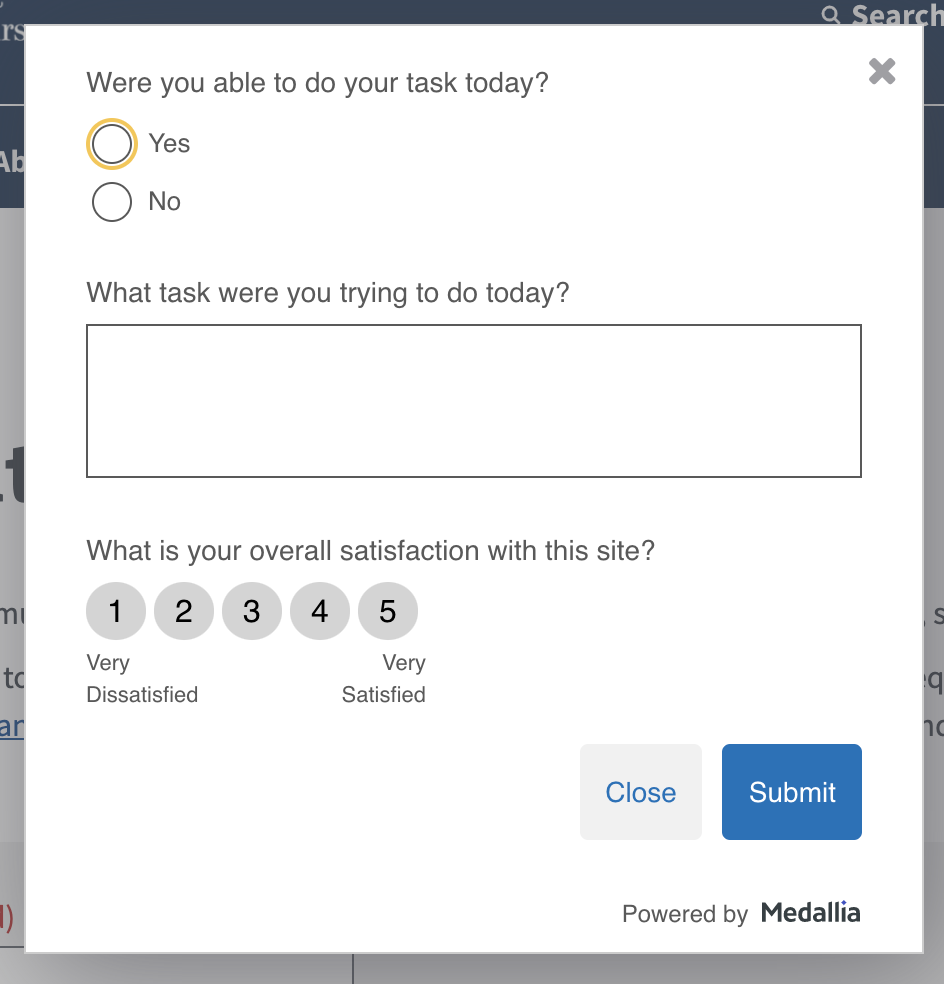 Search
Were you able to do your task today?
Yes
No
What task were you trying to do today?
What is your overall satisfaction with this site?
1 2 3 4 5
Very Very
Dissatisfied Satisfied
Close Submit
Powered by Medallia